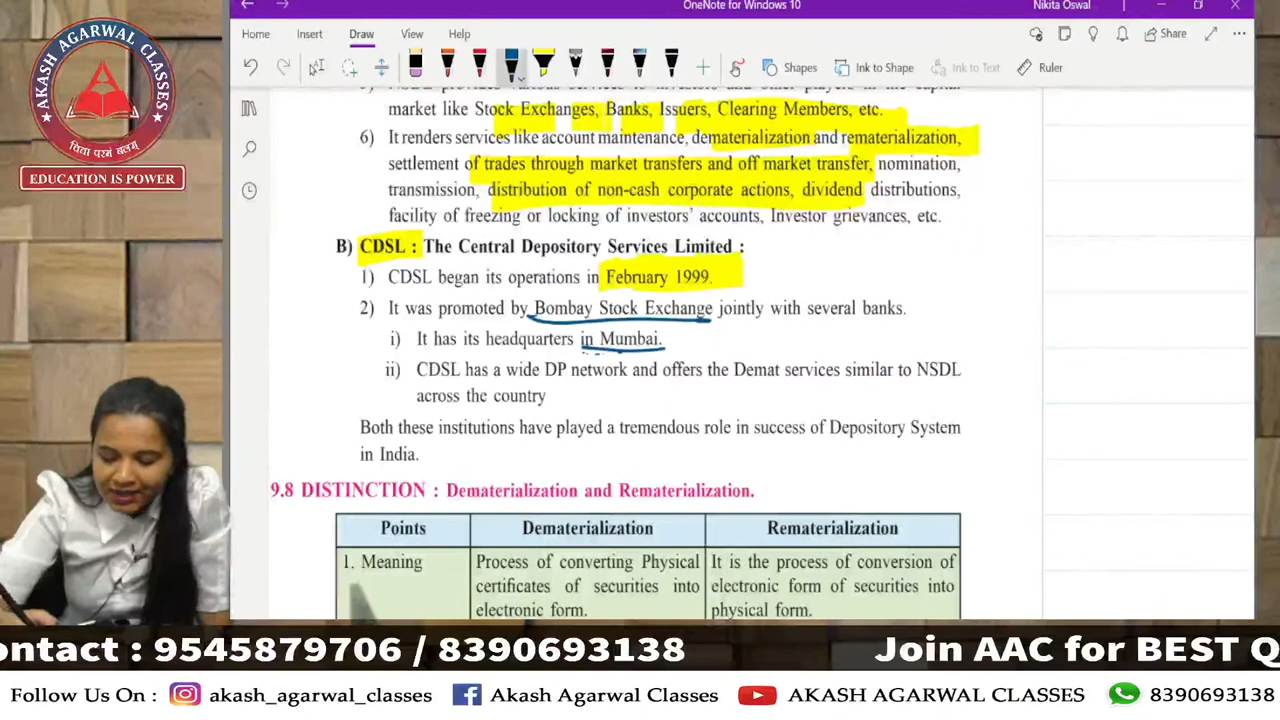 OneNote for Windows 10
Nikita Oswal
Home Insert Draw View Help
Share
Shapes Ink to Shape Ink to Text Ruler
AKASH AGARWAL CLASSES
विद्या परमं बलम्
EDUCATION IS POWER
market like Stock Exchanges, Banks, Issuers, Clearing Members, etc.
6) It renders services like account maintenance, dematerialization and rematerialization,
settlement of trades through market transfers and off market transfer, nomination,
transmission, distribution of non-cash corporate actions, dividend distributions,
facility of freezing or locking of investors' accounts, Investor grievances, etc.
B) CDSL : The Central Depository Services Limited :
1) CDSL began its operations in February 1999.
2) It was promoted by Bombay Stock Exchange jointly with several banks.
i) It has its headquarters in Mumbai.
ii) CDSL has a wide DP network and offers the Demat services similar to NSDL
across the country
Both these institutions have played a tremendous role in success of Depository System
in India.
9.8 DISTINCTION : Dematerialization and Rematerialization.
Points Dematerialization Rematerialization
1. Meaning
Process of converting Physical
certificates of securities into
electronic form.
It is the process of conversion of
electronic form of securities into
physical form.
ontact : 9545879706 / 8390693138 Join AAC for BEST Q
Follow Us On : akash_agarwal_classes Akash Agarwal Classes AKASH AGARWAL CLASSES 8390693138